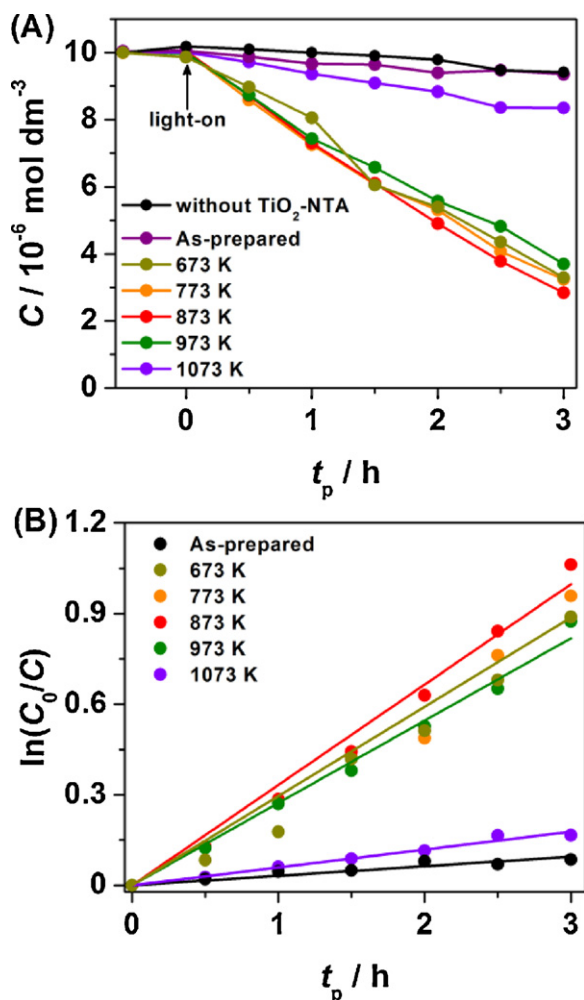 (A)
10
8
6
4
2
0
C / 10⁻⁶ mol dm⁻³
light-on
without TiO₂-NTA
As-prepared
673 K
773 K
873 K
973 K
1073 K
0 1 2 3
tₚ / h
(B)
1.2
0.9
0.6
0.3
0
ln(C₀/C)
As-prepared
673 K
773 K
873 K
973 K
1073 K
0 1 2 3
tₚ / h